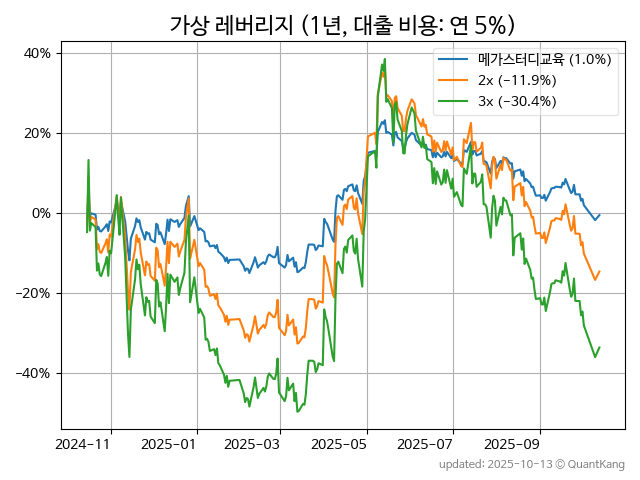 가상 레버리지 (1년, 대출 비용: 연 5%)
메가스터디교육 (1.0%)
2x (−11.9%)
3x (−30.4%)
40%
20%
0%
−20%
−40%
2024-11 2025-01 2025-03 2025-05 2025-07 2025-09
updated: 2025-10-13 ⓒ QuantKang